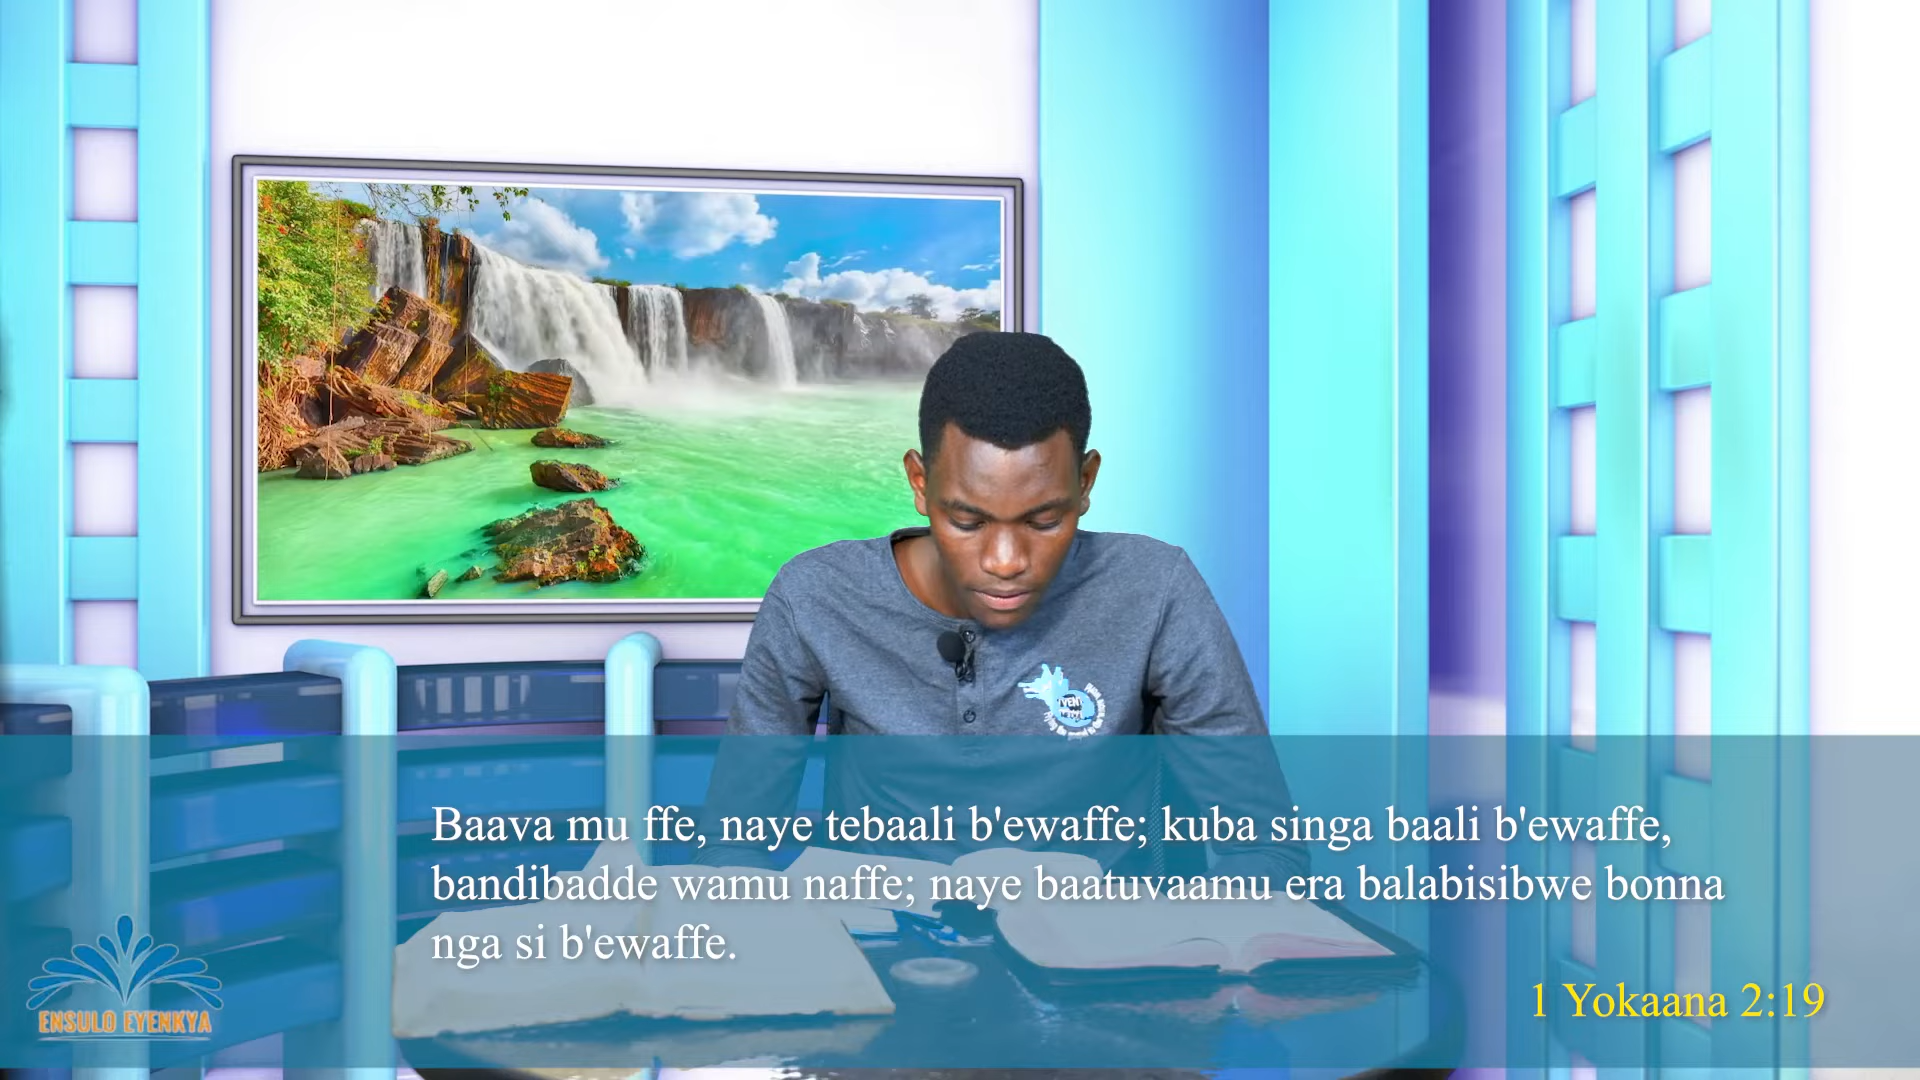 Baava mu ffe, naye tebaali b'ewaffe; kuba singa baali b'ewaffe,
bandibadde wamu naffe; naye baatuvaamu era balabisibwe bonna
nga si b'ewaffe.
1 Yokaana 2:19
ENSULO EYENKYA